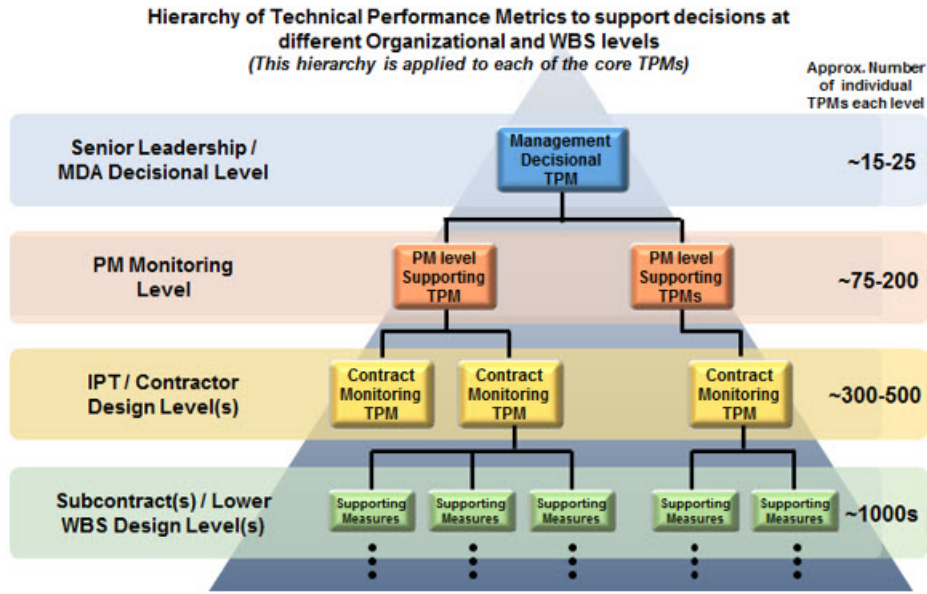 Hierarchy of Technical Performance Metrics to support decisions at
different Organizational and WBS levels
(This hierarchy is applied to each of the core TPMs)
Approx. Number
of individual
TPMs each level
Senior Leadership /
MDA Decisional Level
Management
Decisional
TPM
~15-25
PM Monitoring
Level
PM level
Supporting
TPM
PM level
Supporting
TPMs
~75-200
IPT / Contractor
Design Level(s)
Contract
Monitoring
TPM
Contract
Monitoring
TPM
Contract
Monitoring
TPM
~300-500
Subcontract(s) / Lower
WBS Design Level(s)
Supporting
Measures
Supporting
Measures
Supporting
Measures
Supporting
Measures
Supporting
Measures
~1000s